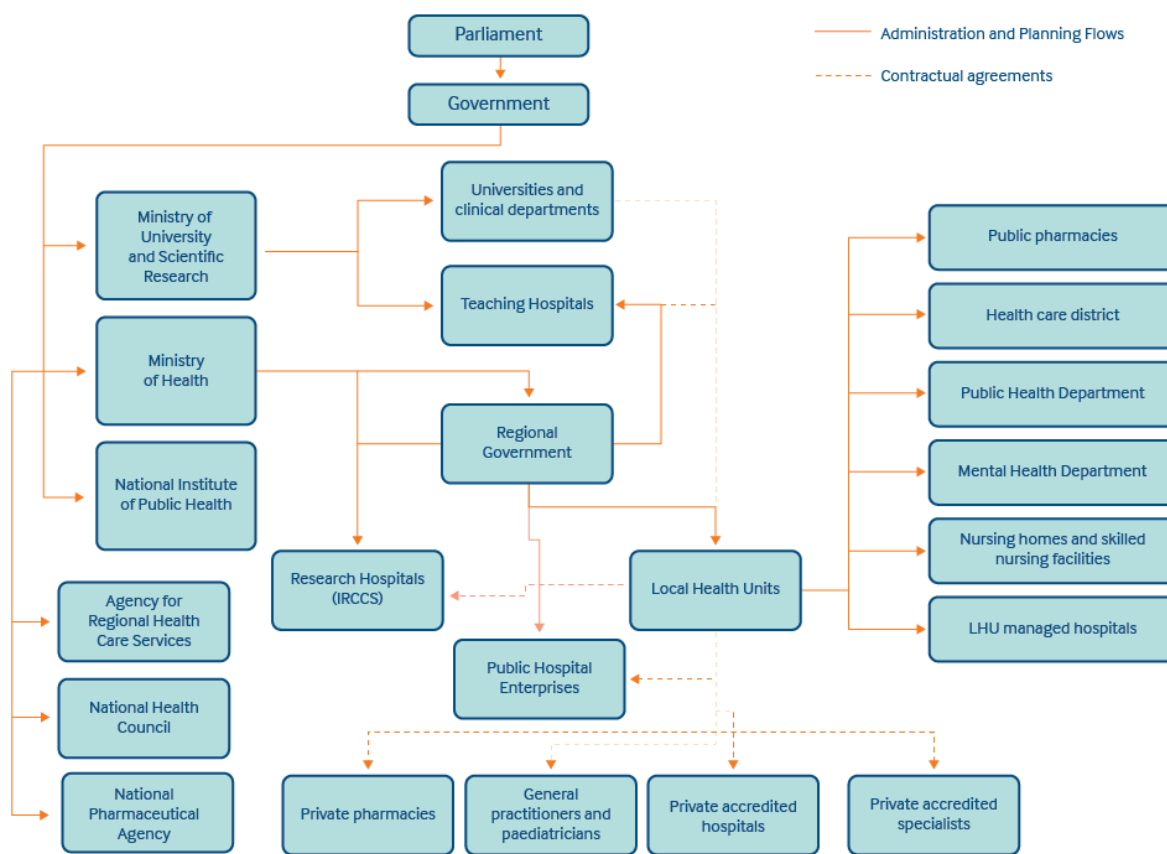 Parliament
Administration and Planning Flows
Contractual agreements
Government
Universities and
clinical departments
Ministry of
University
and Scientific
Research
Public pharmacies
Teaching Hospitals
Health care district
Ministry
of Health
Public Health Department
Regional
Government
Mental Health Department
National Institute
of Public Health
Nursing homes and skilled
nursing facilities
Research Hospitals
(IRCCS)
Local Health Units
Agency for
Regional Health
Care Services
LHU managed hospitals
Public Hospital
Enterprises
National Health
Council
National
Pharmaceutical
Agency
Private pharmacies
General
practitioners and
paediatricians
Private accredited
hospitals
Private accredited
specialists